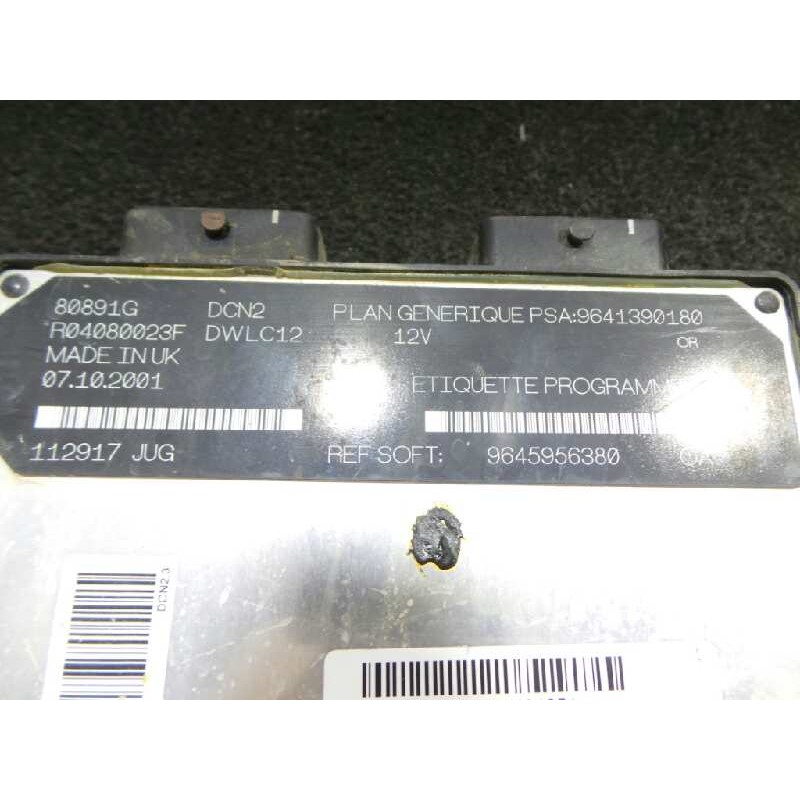 80891G DCN2 PLAN GENERIQUE PSA:9641390180
R04080023F DWLC12 12V CR
MADE IN UK
07.10.2001 ETIQUETTE
112917 JUG REF SOFT: 9645956380
DCN2.3